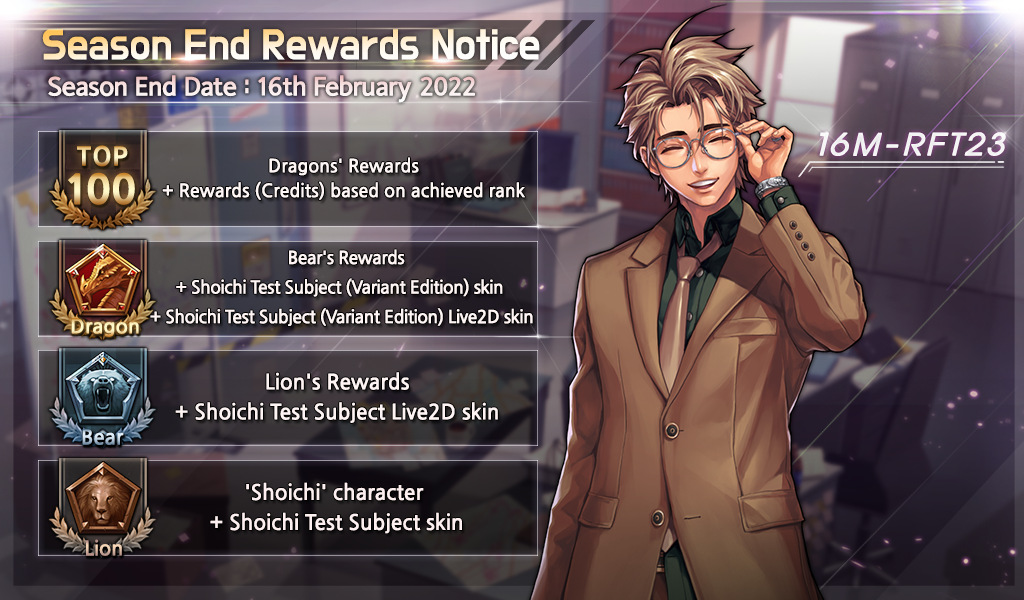 Season End Rewards Notice
Season End Date : 16th February 2022
TOP
100
Dragons' Rewards
+ Rewards (Credits) based on achieved rank
16M-RFT23
Dragon
Bear's Rewards
+ Shoichi Test Subject (Variant Edition) skin
+ Shoichi Test Subject (Variant Edition) Live2D skin
Bear
Lion's Rewards
+ Shoichi Test Subject Live2D skin
Lion
'Shoichi' character
+ Shoichi Test Subject skin